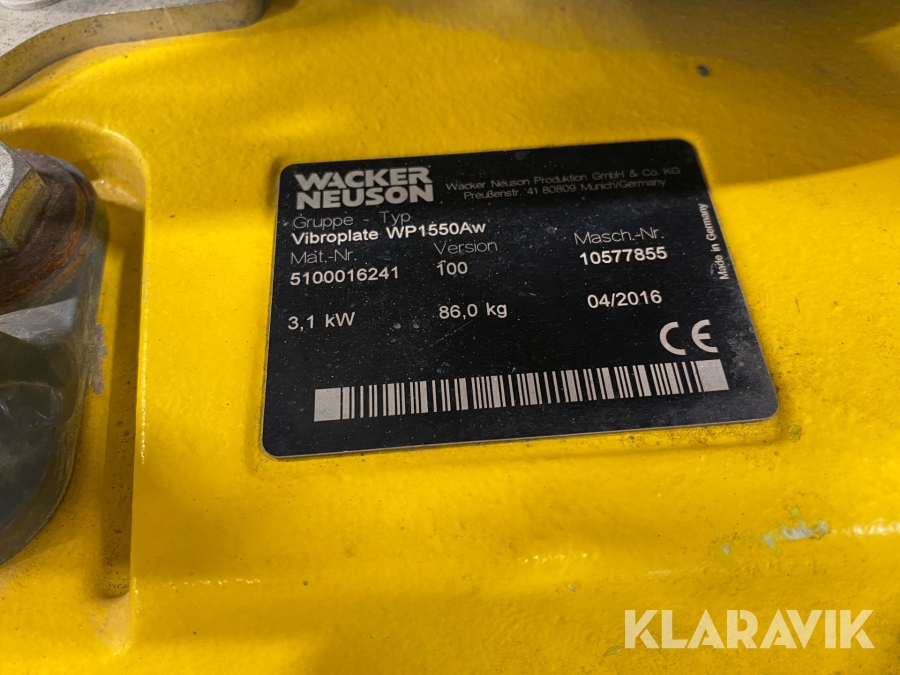 WACKER
NEUSON
Wacker Neuson Produktion GmbH & Co. KG
Preußenstr. 41 80809 Munich/Germany
Gruppe - Typ
Vibroplate WP1550Aw
Mat.-Nr. Version Masch.-Nr.
5100016241 100 10577855
3,1 kW 86,0 kg 04/2016
Made in Germany
CE
KLARAVIK